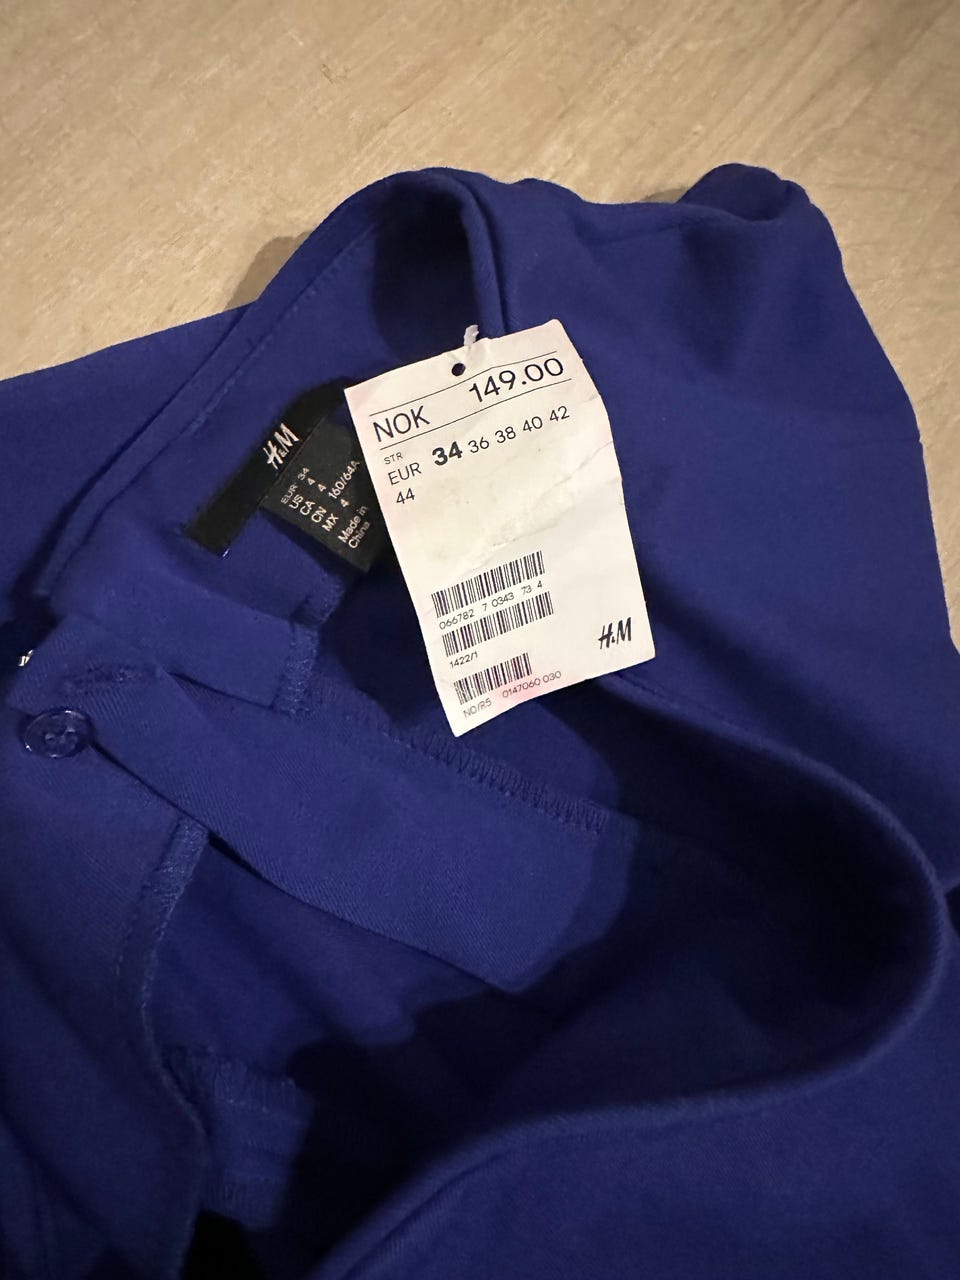 NOK 149.00
STR
EUR 34 36 38 40 42
44
066782 7 0343 73 4
1422/1
NO/R5 0147060 030
H&M
H&M
EUR 34
US 4
CA 4
CN 160/64A
MX 4
Made in
China